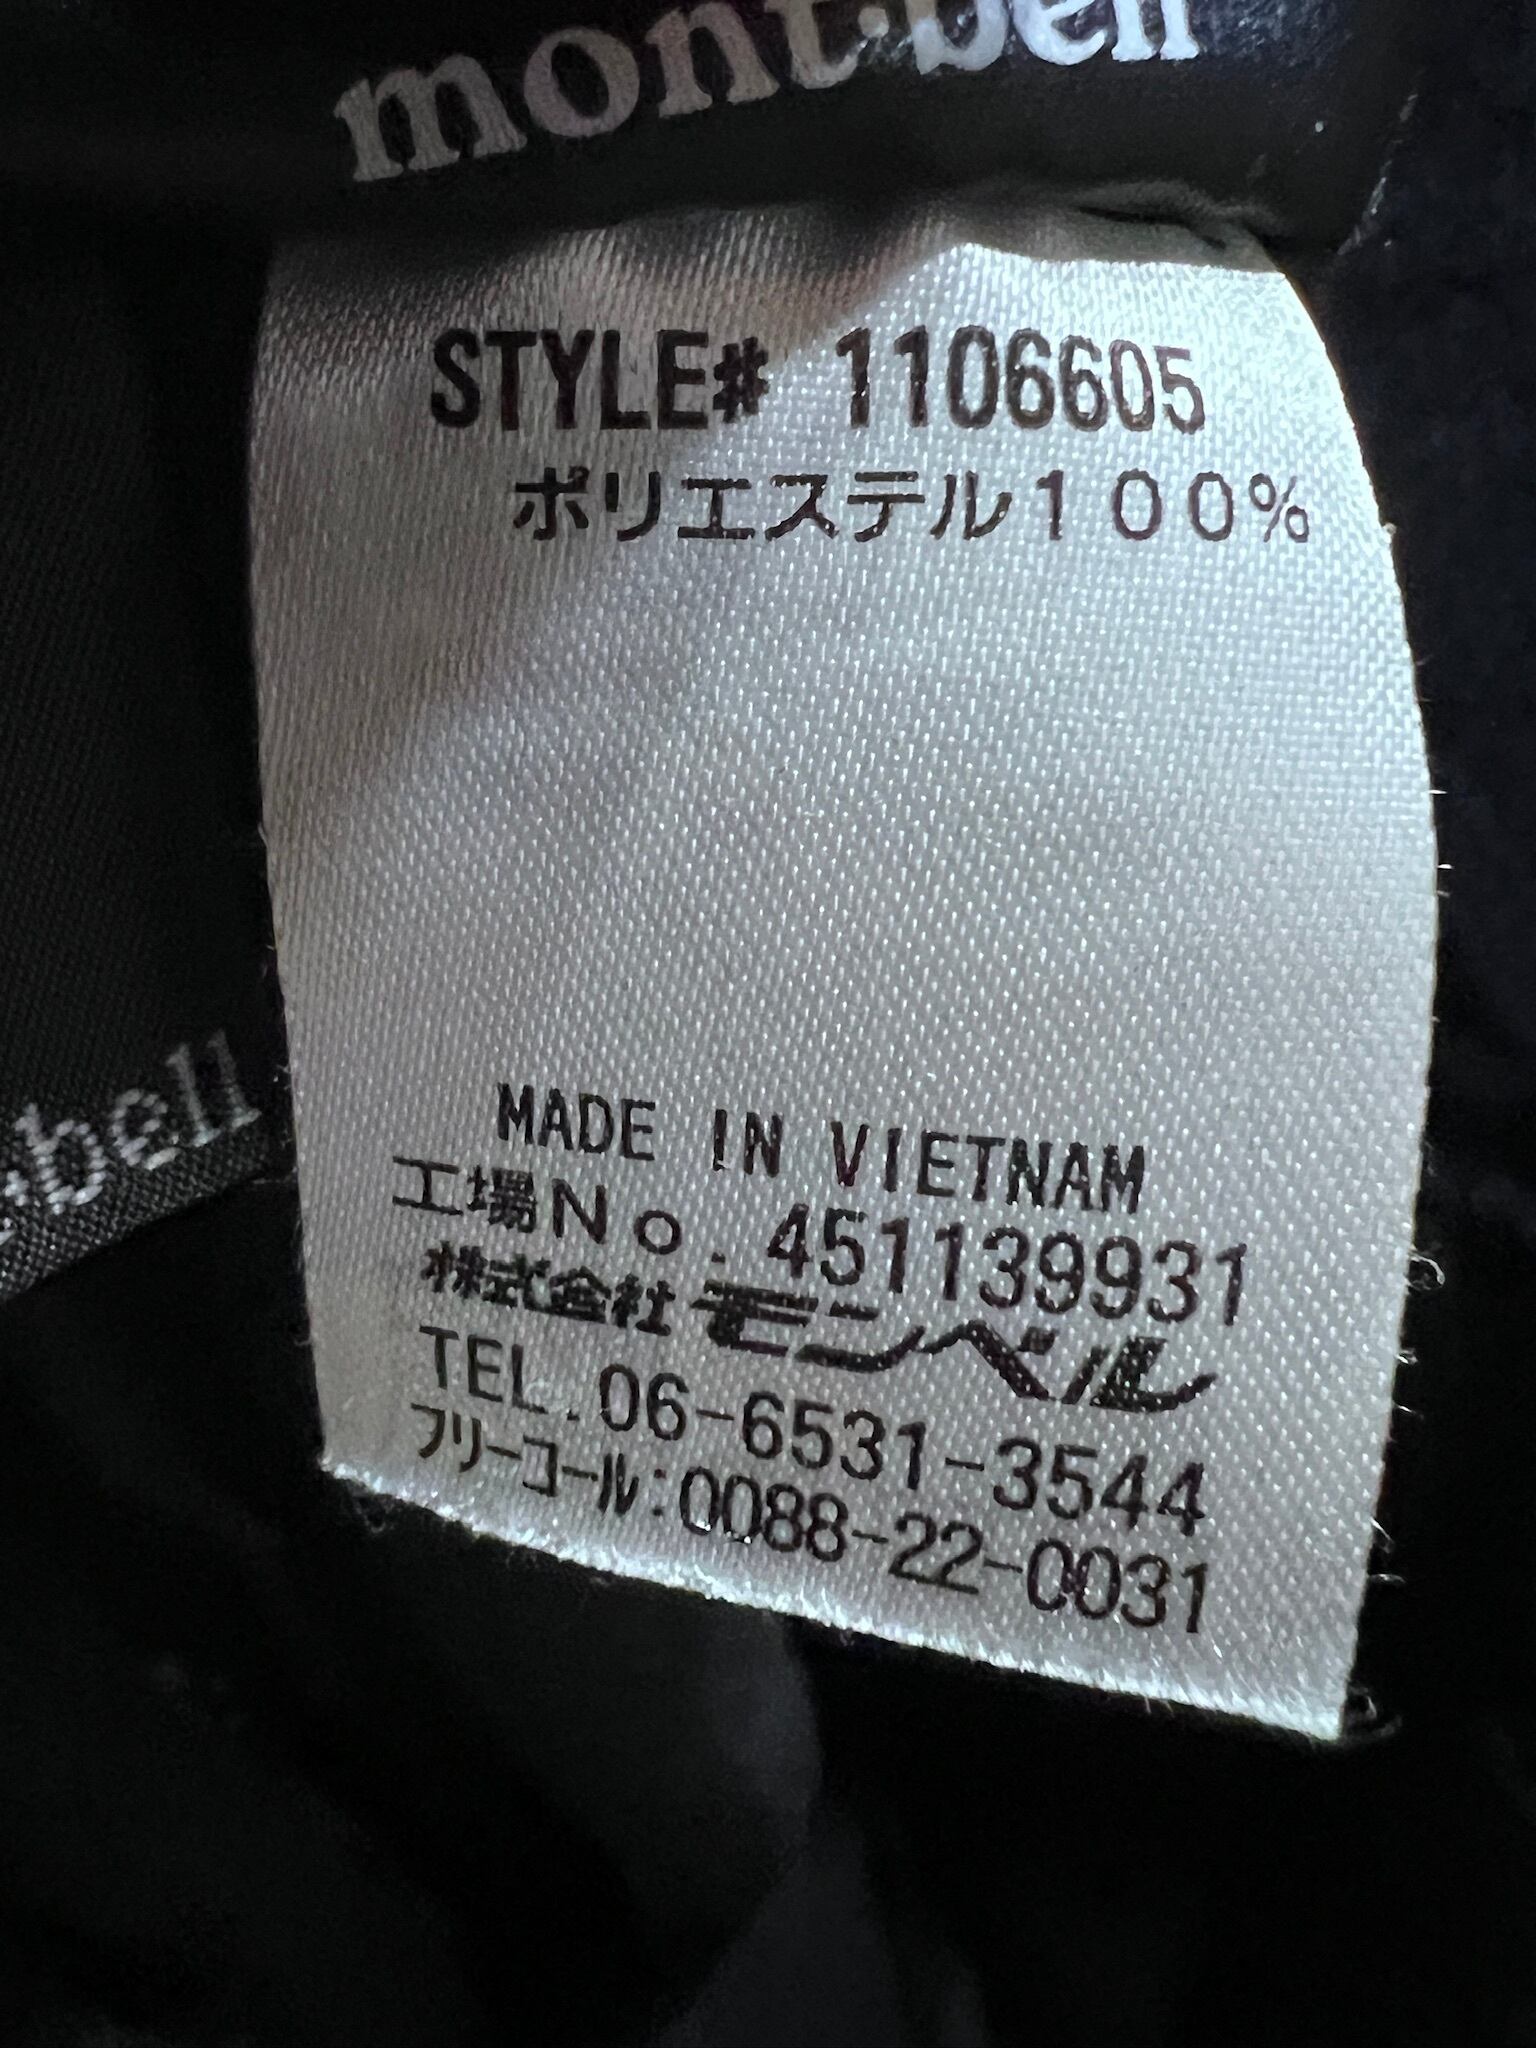 mont-bell
STYLE# 1106605
ポリエステル100%
bell
MADE IN VIETNAM
工場No.451139931
株式会社モンベル
TEL.06-6531-3544
フリーコール:0088-22-0031